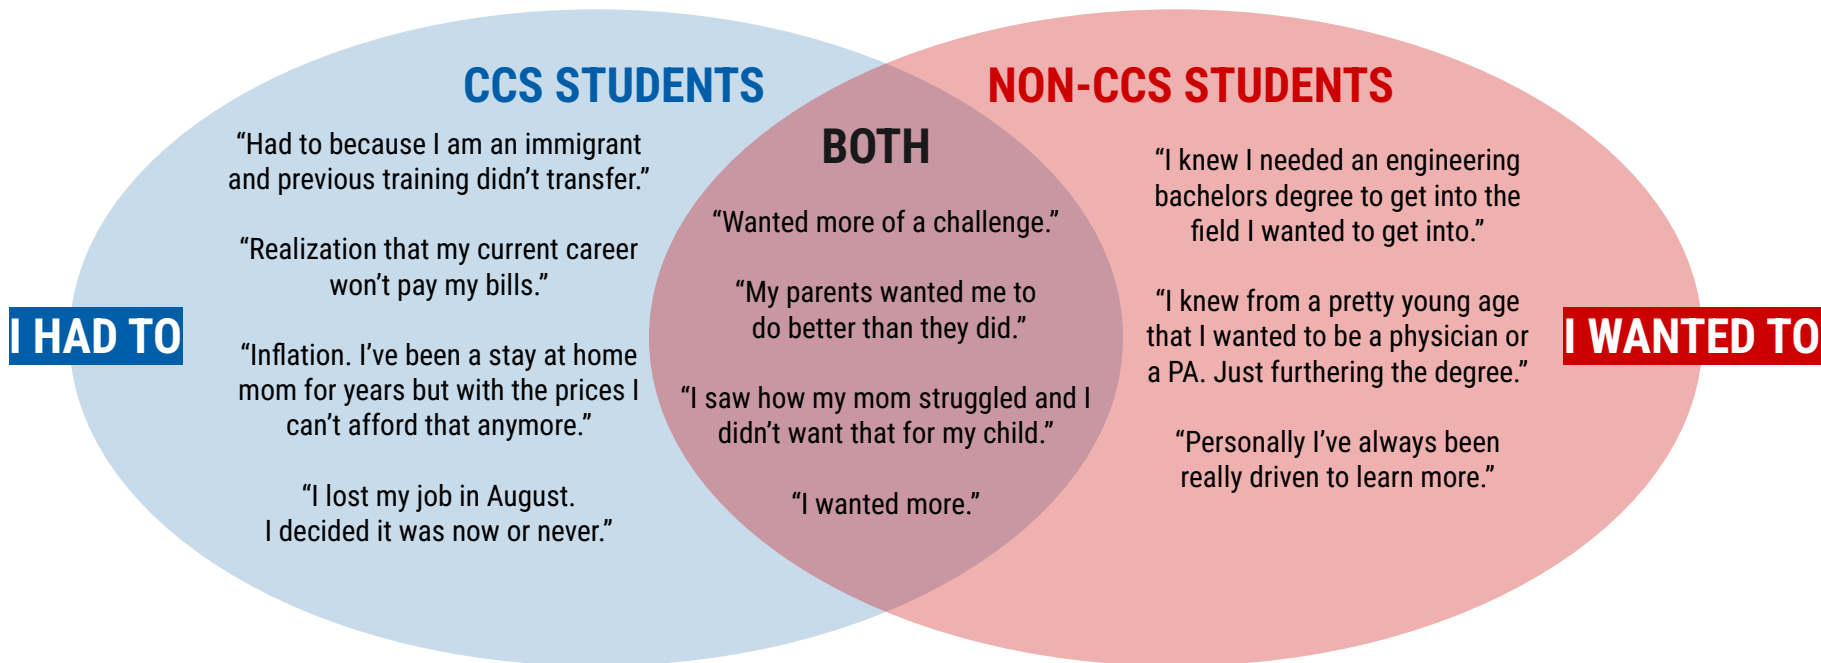 CCS STUDENTS
“Had to because I am an immigrant
and previous training didn’t transfer.”
“Realization that my current career
won’t pay my bills.”
I HAD TO
“Inflation. I’ve been a stay at home
mom for years but with the prices I
can’t afford that anymore.”
“I lost my job in August.
I decided it was now or never.”
BOTH
“Wanted more of a challenge.”
“My parents wanted me to
do better than they did.”
“I saw how my mom struggled and I
didn’t want that for my child.”
“I wanted more.”
NON-CCS STUDENTS
“I knew I needed an engineering
bachelors degree to get into the
field I wanted to get into.”
“I knew from a pretty young age
that I wanted to be a physician or
a PA. Just furthering the degree.”
I WANTED TO
“Personally I’ve always been
really driven to learn more.”